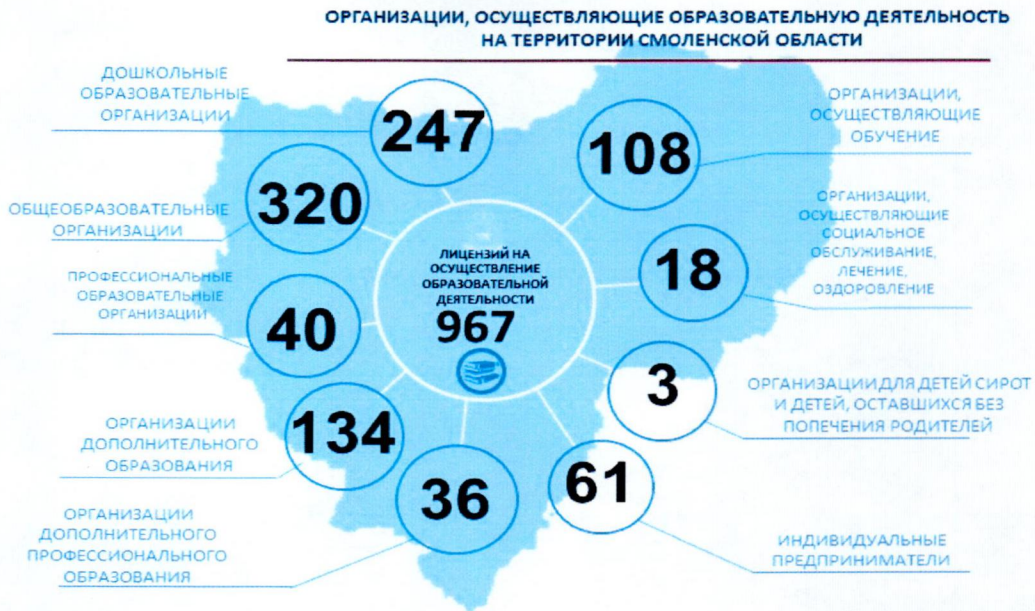 ОРГАНИЗАЦИИ, ОСУЩЕСТВЛЯЮЩИЕ ОБРАЗОВАТЕЛЬНУЮ ДЕЯТЕЛЬНОСТЬ
НА ТЕРРИТОРИИ СМОЛЕНСКОЙ ОБЛАСТИ
ДОШКОЛЬНЫЕ
ОБРАЗОВАТЕЛЬНЫЕ
ОРГАНИЗАЦИИ
247
ОБЩЕОБРАЗОВАТЕЛЬНЫЕ
ОРГАНИЗАЦИИ
320
ПРОФЕССИОНАЛЬНЫЕ
ОБРАЗОВАТЕЛЬНЫЕ
ОРГАНИЗАЦИИ
40
ОРГАНИЗАЦИИ
ДОПОЛНИТЕЛЬНОГО
ОБРАЗОВАНИЯ
134
ОРГАНИЗАЦИИ
ДОПОЛНИТЕЛЬНОГО
ПРОФЕССИОНАЛЬНОГО
ОБРАЗОВАНИЯ
36
ЛИЦЕНЗИЙ НА
ОСУЩЕСТВЛЕНИЕ
ОБРАЗОВАТЕЛЬНОЙ
ДЕЯТЕЛЬНОСТИ
967
108
ОРГАНИЗАЦИИ,
ОСУЩЕСТВЛЯЮЩИЕ
ОБУЧЕНИЕ
18
ОРГАНИЗАЦИИ,
ОСУЩЕСТВЛЯЮЩИЕ
СОЦИАЛЬНОЕ
ОБСЛУЖИВАНИЕ,
ЛЕЧЕНИЕ,
ОЗДОРОВЛЕНИЕ
3
ОРГАНИЗАЦИИ ДЛЯ ДЕТЕЙ СИРОТ
И ДЕТЕЙ, ОСТАВШИХСЯ БЕЗ
ПОПЕЧЕНИЯ РОДИТЕЛЕЙ
61
ИНДИВИДУАЛЬНЫЕ
ПРЕДПРИНИМАТЕЛИ